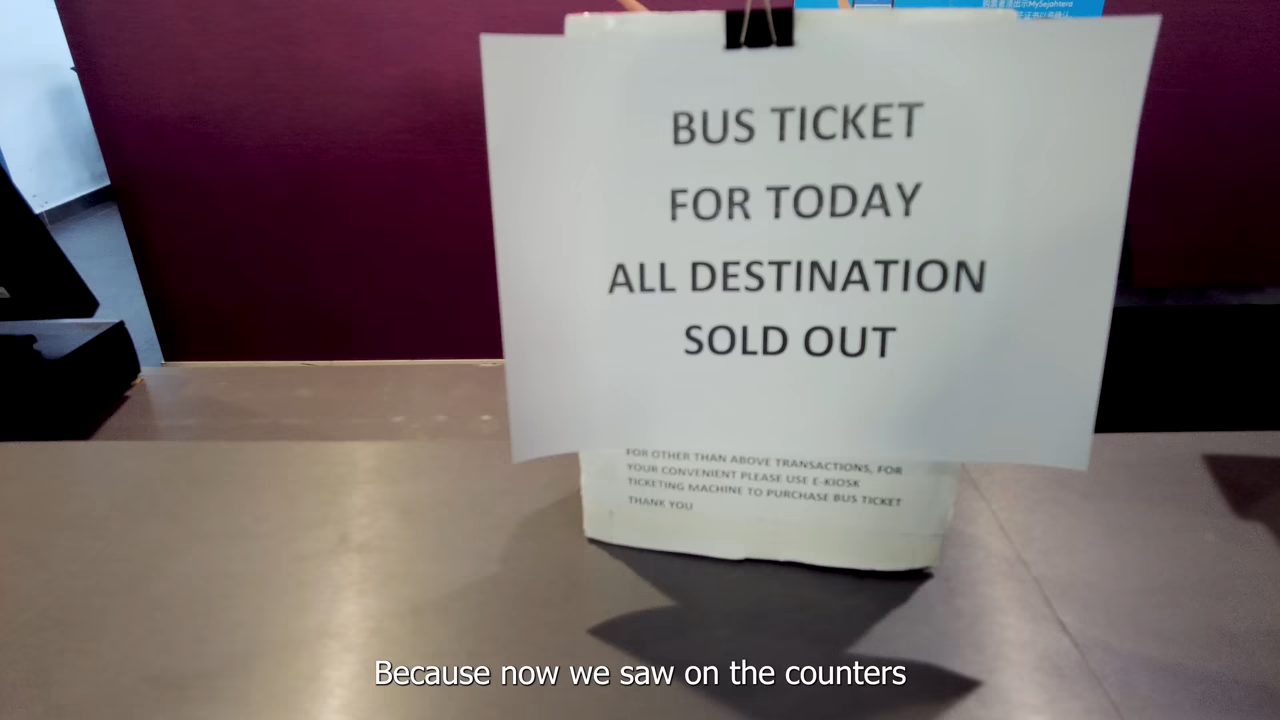 MySejahtera
BUS TICKET
FOR TODAY
ALL DESTINATION
SOLD OUT
FOR OTHER THAN ABOVE TRANSACTIONS, FOR
YOUR CONVENIENT PLEASE USE E-KIOSK
TICKETING MACHINE TO PURCHASE BUS TICKET
THANK YOU
Because now we saw on the counters